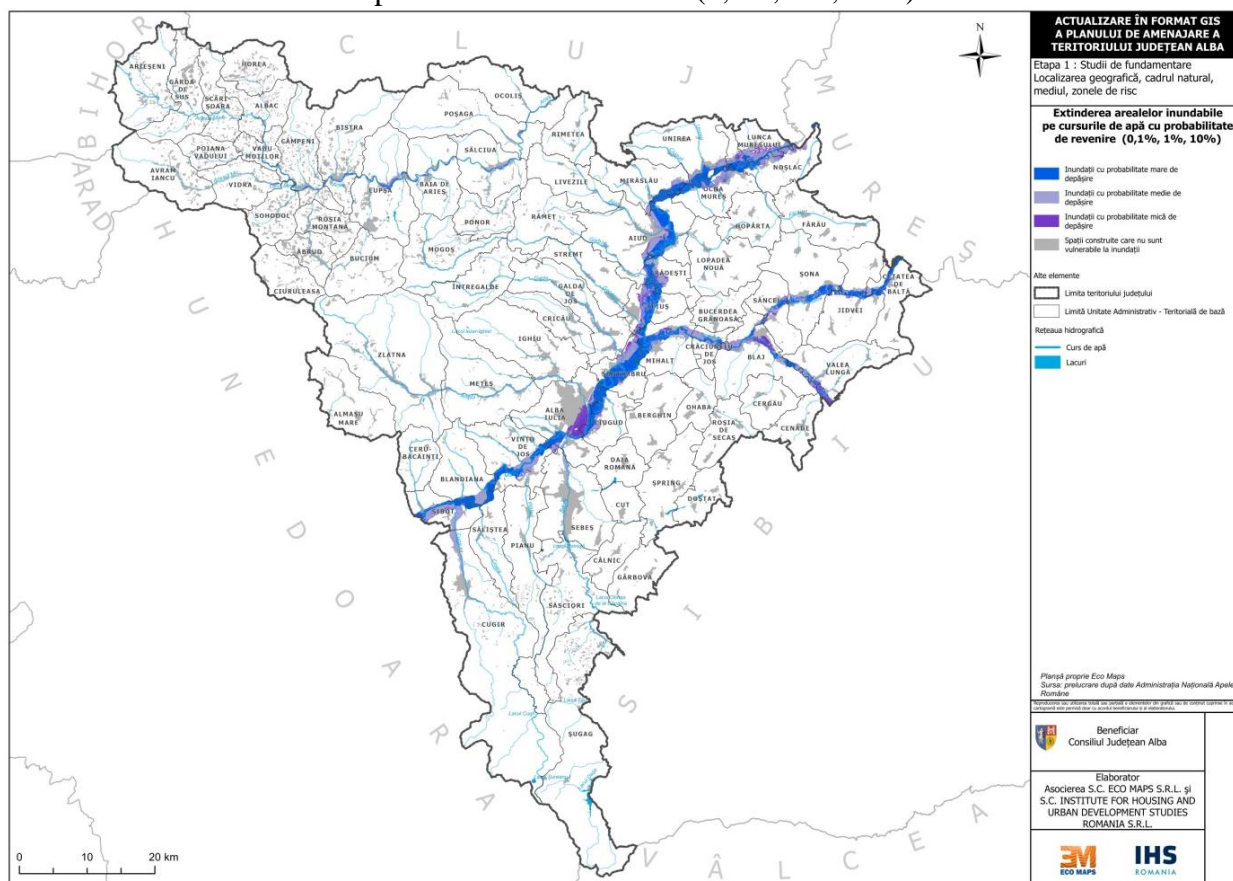 ACTUALIZARE ÎN FORMAT GIS
A PLANULUI DE AMENAJARE A
TERITORIULUI JUDEȚEAN ALBA
Etapa 1 : Studii de fundamentare
Localizarea geografică, cadrul natural,
mediul, zonele de risc
Extinderea arealelor inundabile
pe cursurile de apă cu probabilitate
de revenire (0,1%, 1%, 10%)
Inundații cu probabilitate mare de
depășire
Inundații cu probabilitate medie de
depășire
Inundații cu probabilitate mică de
depășire
Spații construite care nu sunt
vulnerabile la inundații
Alte elemente
Limita teritoriului județului
Limită Unitate Administrativ - Teritorială de bază
Rețeaua hidrografică
Curs de apă
Lacuri
Planșă proprie Eco Maps
Sursa: prelucrare după date Administrația Națională Apele
Române
Beneficiar
Consiliul Județean Alba
Elaborator
Asocierea S.C. ECO MAPS S.R.L. și
S.C. INSTITUTE FOR HOUSING AND
URBAN DEVELOPMENT STUDIES
ROMANIA S.R.L.
3M
ECO MAPS
IHS
ROMANIA
N
BIHOR
CLUJ
MUREȘ
ARAD
HUNEDOARA
SIBIU
VÂLCEA
ARIEȘENI
GÂRDA
DE
SUS
HOREA
SCĂRI
ȘOARA
ALBAC
POIANA
VADULUI
VADU
MOȚILOR
CÂMPENI
BISTRA
AVRAM
IANCU
VIDRA
SOHODOL
ROȘIA
MONTANĂ
ABRUD
BUCIUM
CIURULEASA
LUPȘA
BAIA DE
ARIEȘ
SĂLCIUA
POȘAGA
OCOLIȘ
RIMETEA
LIVEZILE
RÂMEȚ
PONOR
MOGOȘ
ÎNTREGALDE
STREMȚ
GALDA
DE
JOS
CRICĂU
IGHIU
ZLATNA
METEȘ
ALMAȘU
MARE
CERU-
BĂCĂINȚI
BLANDIANA
VINȚU
DE
JOS
ALBA
IULIA
CIUGUD
UNIREA
LUNCA
MUREȘULUI
NOȘLAC
MIRĂSLĂU
OCNA
MUREȘ
AIUD
HOPÂRTA
FĂRĂU
LOPADEA
NOUĂ
RĂDEȘTI
ȘONA
CETATEA
DE
BALTĂ
JIDVEI
BUCERDEA
GRÂNOASĂ
CRĂCIUNELU
DE
JOS
MIHALȚ
BLAJ
VALEA
LUNGĂ
CERGĂU
CENADE
OHABA
ROȘIA
DE
SECAȘ
BERGHIN
DAIA
ROMÂNĂ
SPRING
DOȘTAT
CUT
SEBEȘ
CÂLNIC
GÂRBOVA
PIANU
SĂLIȘTEA
ȘIBOT
SĂSCIORI
CUGIR
ȘUGAG
0
10
20 km